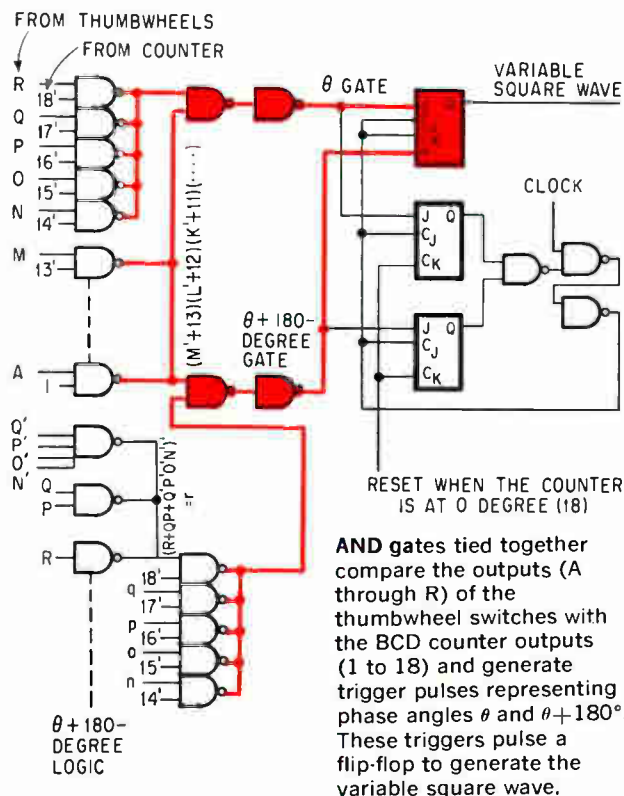 FROM THUMBWHEELS
FROM COUNTER
R
18'
Q
17'
P
16'
O
15'
N
14'
M
13'
A
1
Q'
P'
O'
N'
Q
P
R
(M'+13)(L'+12)(K'+11)(····)
(R+QP+Q'P'O'N')'
=r
18'
q
17'
p
16'
o
15'
n
14'
θ+180-
DEGREE
LOGIC
θ GATE
θ+180-
DEGREE
GATE
VARIABLE
SQUARE WAVE
CLOCK
J Q
CJ
CK
J Q
CJ
CK
RESET WHEN THE COUNTER
IS AT 0 DEGREE (18)
AND gates tied together
compare the outputs (A
through R) of the
thumbwheel switches with
the BCD counter outputs
(1 to 18) and generate
trigger pulses representing
phase angles θ and θ+180°
These triggers pulse a
flip-flop to generate the
variable square wave.